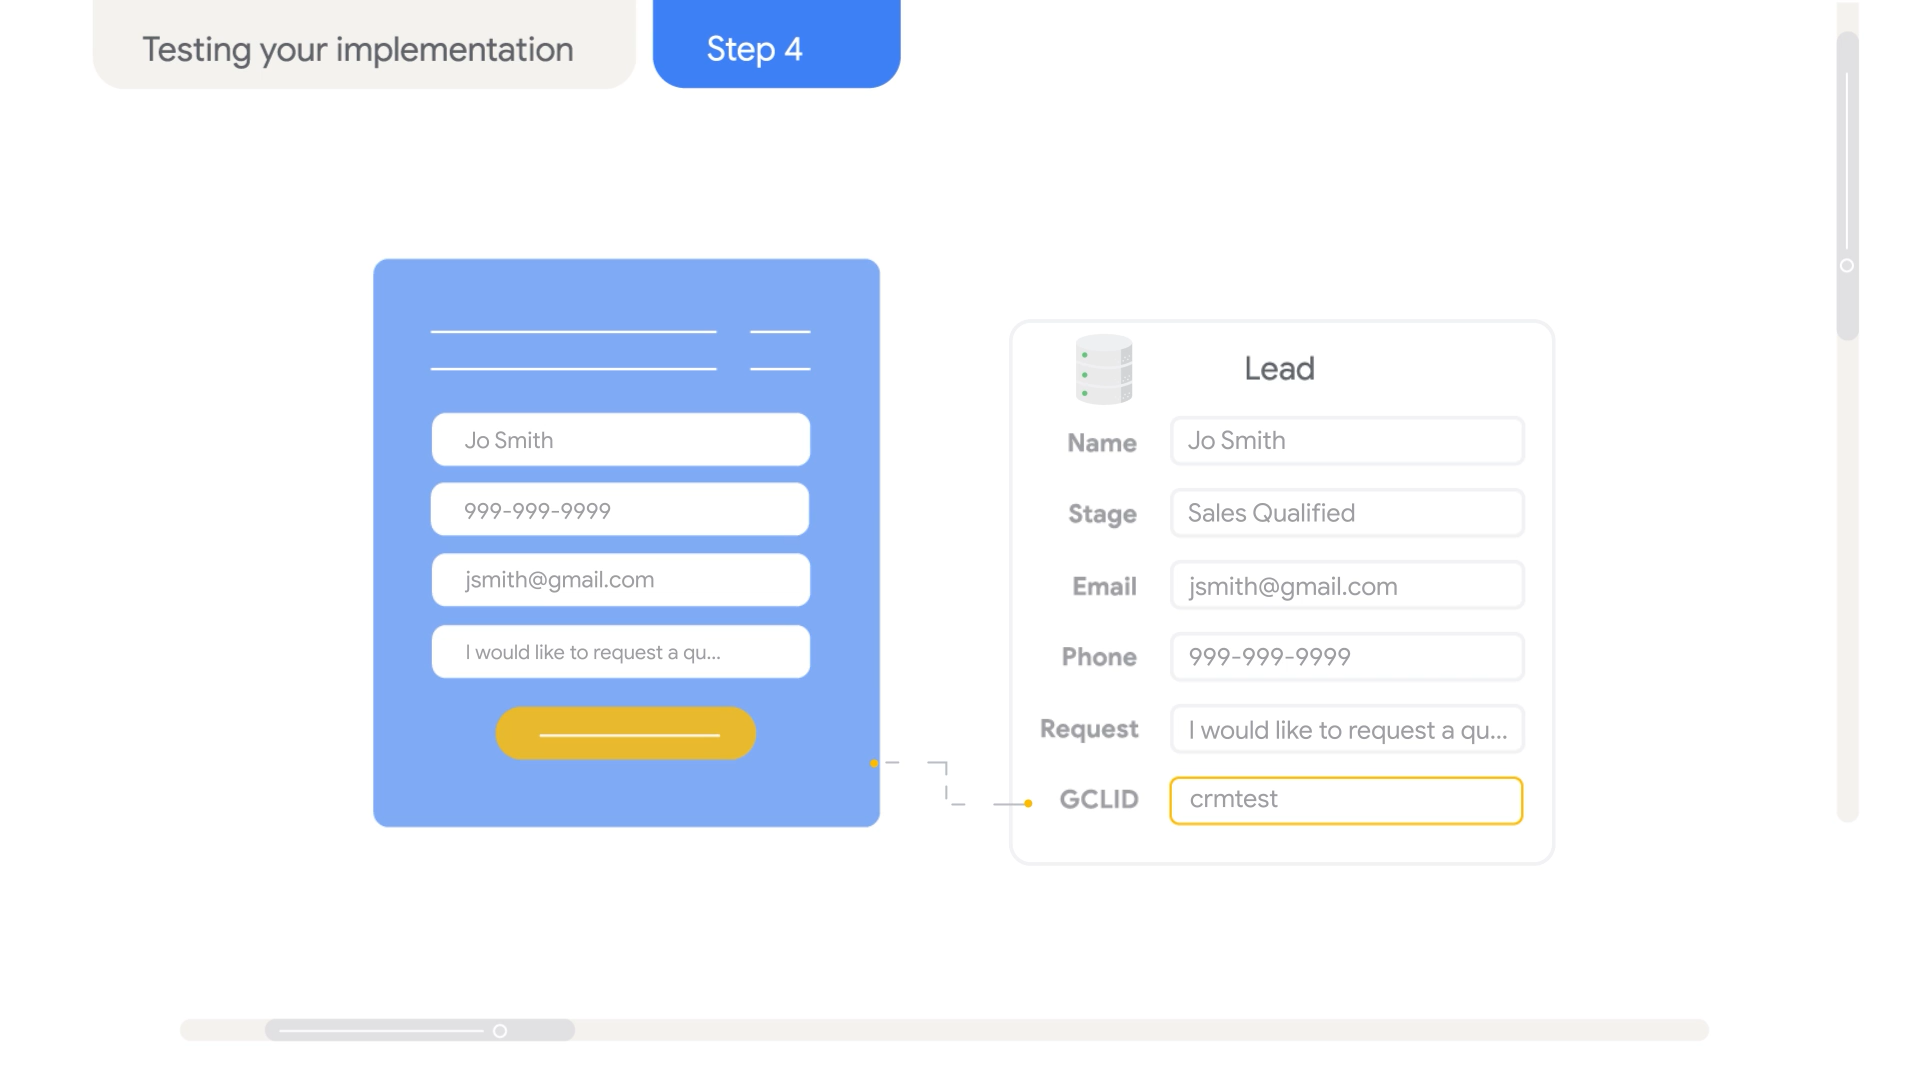 Testing your implementation
Step 4
Jo Smith
999-999-9999
jsmith@gmail.com
I would like to request a qu...
Lead
Name Jo Smith
Stage Sales Qualified
Email jsmith@gmail.com
Phone 999-999-9999
Request I would like to request a qu...
GCLID crmtest